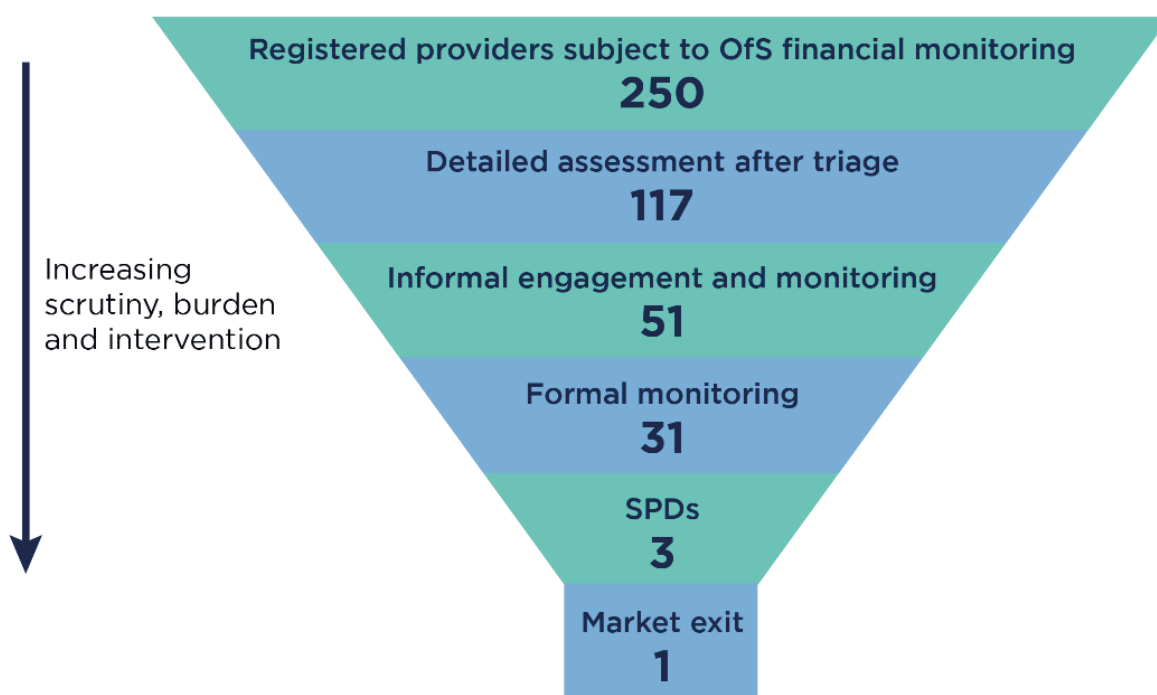 Registered providers subject to OfS financial monitoring
250
Detailed assessment after triage
117
Increasing
scrutiny, burden
and intervention
Informal engagement and monitoring
51
Formal monitoring
31
SPDs
3
Market exit
1